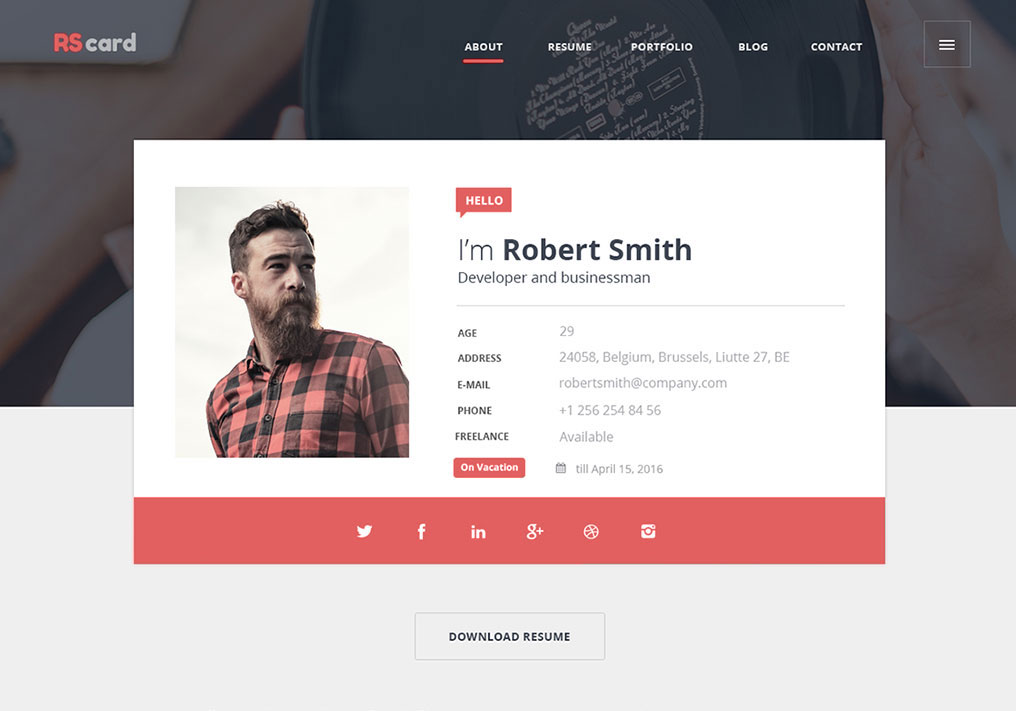 RS card
ABOUT RESUME PORTFOLIO BLOG CONTACT
HELLO
I'm Robert Smith
Developer and businessman
AGE 29
ADDRESS 24058, Belgium, Brussels, Liutte 27, BE
E-MAIL robertsmith@company.com
PHONE +1 256 254 84 56
FREELANCE Available
On Vacation till April 15, 2016
DOWNLOAD RESUME